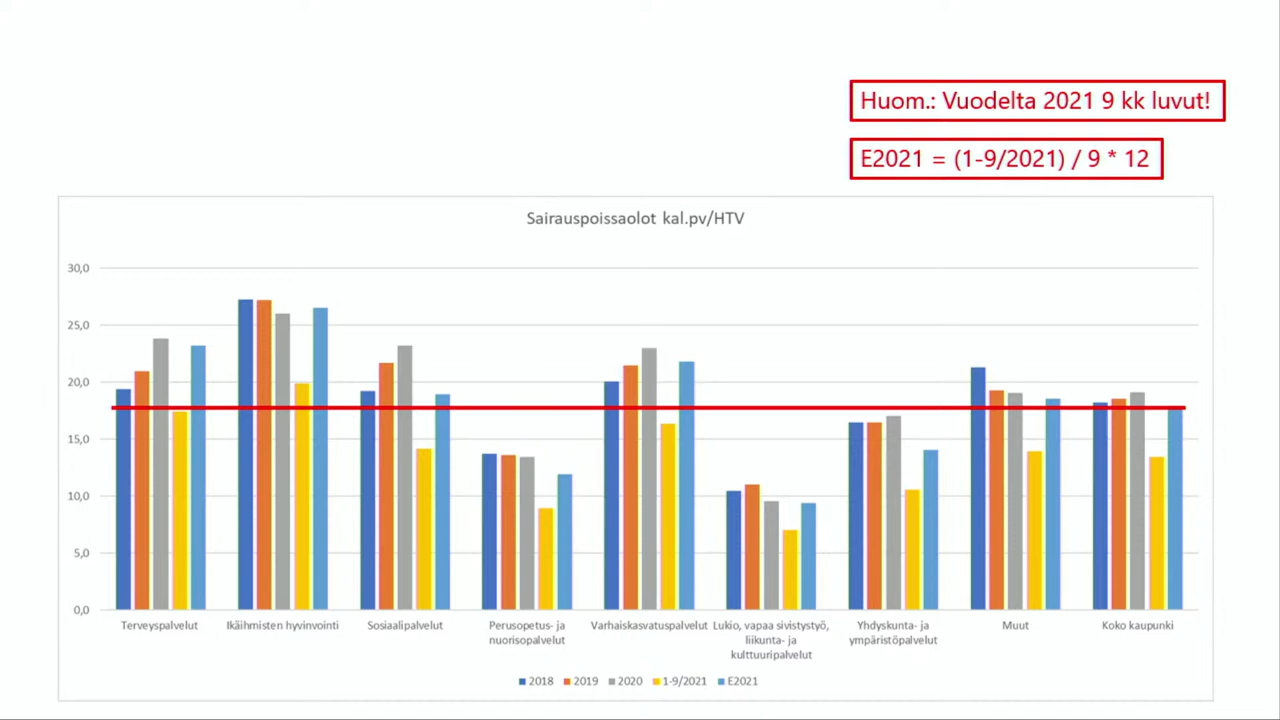 Huom.: Vuodelta 2021 9 kk luvut!
E2021 = (1-9/2021) / 9 * 12
Sairauspoissaolot kal.pv/HTV
30,0
25,0
20,0
15,0
10,0
5,0
0,0
Terveyspalvelut
Ikäihmisten hyvinvointi
Sosiaalipalvelut
Perusopetus- ja
nuorisopalvelut
Varhaiskasvatuspalvelut
Lukio, vapaa sivistystyö,
liikunta- ja
kulttuuripalvelut
Yhdyskunta- ja
ympäristöpalvelut
Muut
Koko kaupunki
2018 2019 2020 1-9/2021 E2021